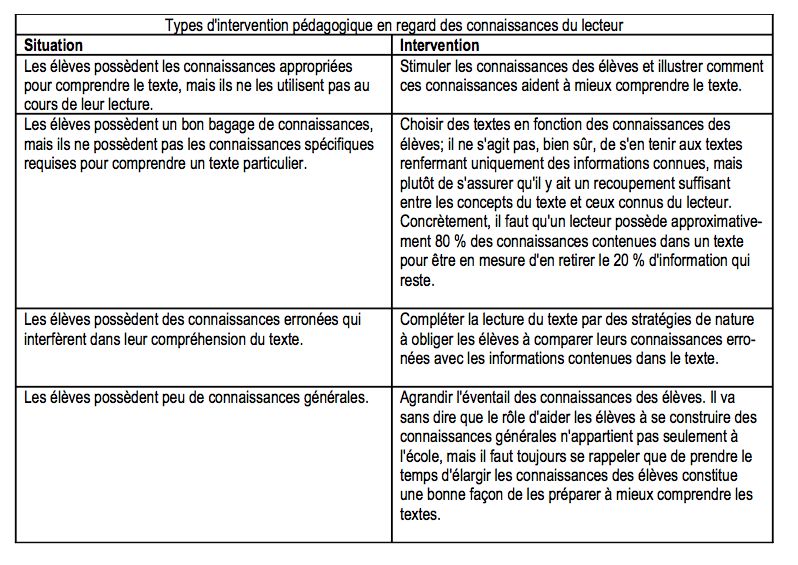 Types d'intervention pédagogique en regard des connaissances du lecteur
Situation
Intervention
Les élèves possèdent les connaissances appropriées
pour comprendre le texte, mais ils ne les utilisent pas au
cours de leur lecture.
Stimuler les connaissances des élèves et illustrer comment
ces connaissances aident à mieux comprendre le texte.
Les élèves possèdent un bon bagage de connaissances,
mais ils ne possèdent pas les connaissances spécifiques
requises pour comprendre un texte particulier.
Choisir des textes en fonction des connaissances des
élèves; il ne s'agit pas, bien sûr, de s'en tenir aux textes
renfermant uniquement des informations connues, mais
plutôt de s'assurer qu'il y ait un recoupement suffisant
entre les concepts du texte et ceux connus du lecteur.
Concrètement, il faut qu'un lecteur possède approximative-
ment 80 % des connaissances contenues dans un texte
pour être en mesure d'en retirer le 20 % d'information qui
reste.
Les élèves possèdent des connaissances erronées qui
interfèrent dans leur compréhension du texte.
Compléter la lecture du texte par des stratégies de nature
à obliger les élèves à comparer leurs connaissances erro-
nées avec les informations contenues dans le texte.
Les élèves possèdent peu de connaissances générales.
Agrandir l'éventail des connaissances des élèves. Il va
sans dire que le rôle d'aider les élèves à se construire des
connaissances générales n'appartient pas seulement à
l'école, mais il faut toujours se rappeler que de prendre le
temps d'élargir les connaissances des élèves constitue
une bonne façon de les préparer à mieux comprendre les
textes.